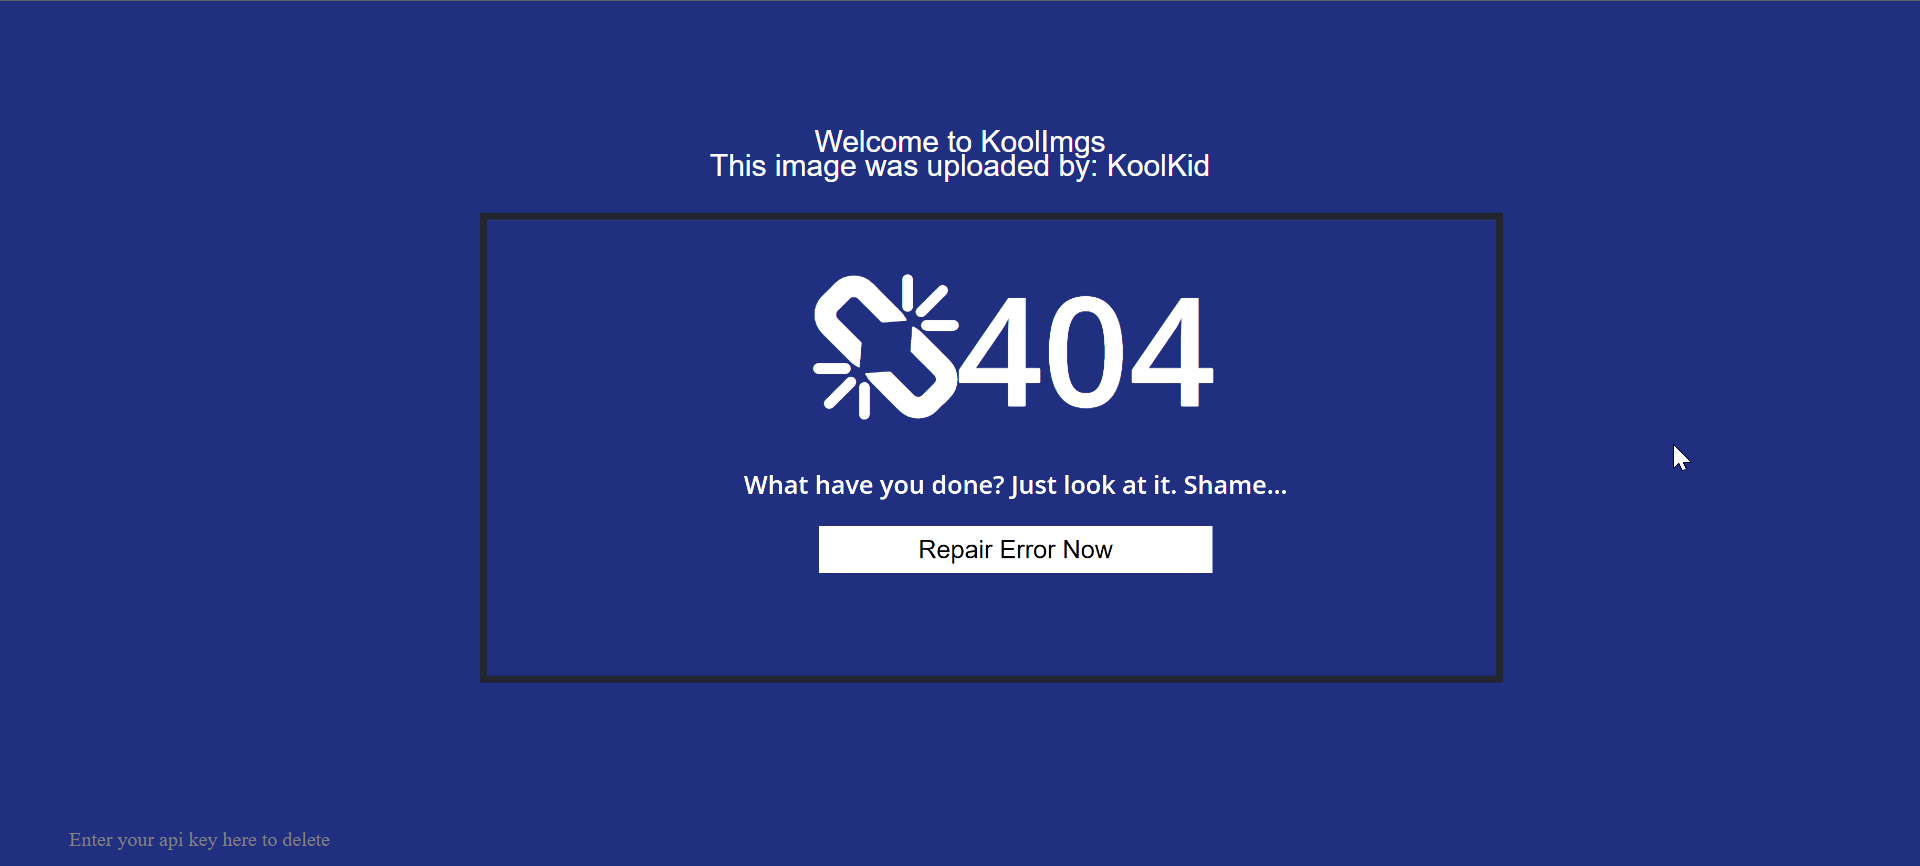 Welcome to KoolImgs
This image was uploaded by: KoolKid
404
What have you done? Just look at it. Shame...
Repair Error Now
Enter your api key here to delete